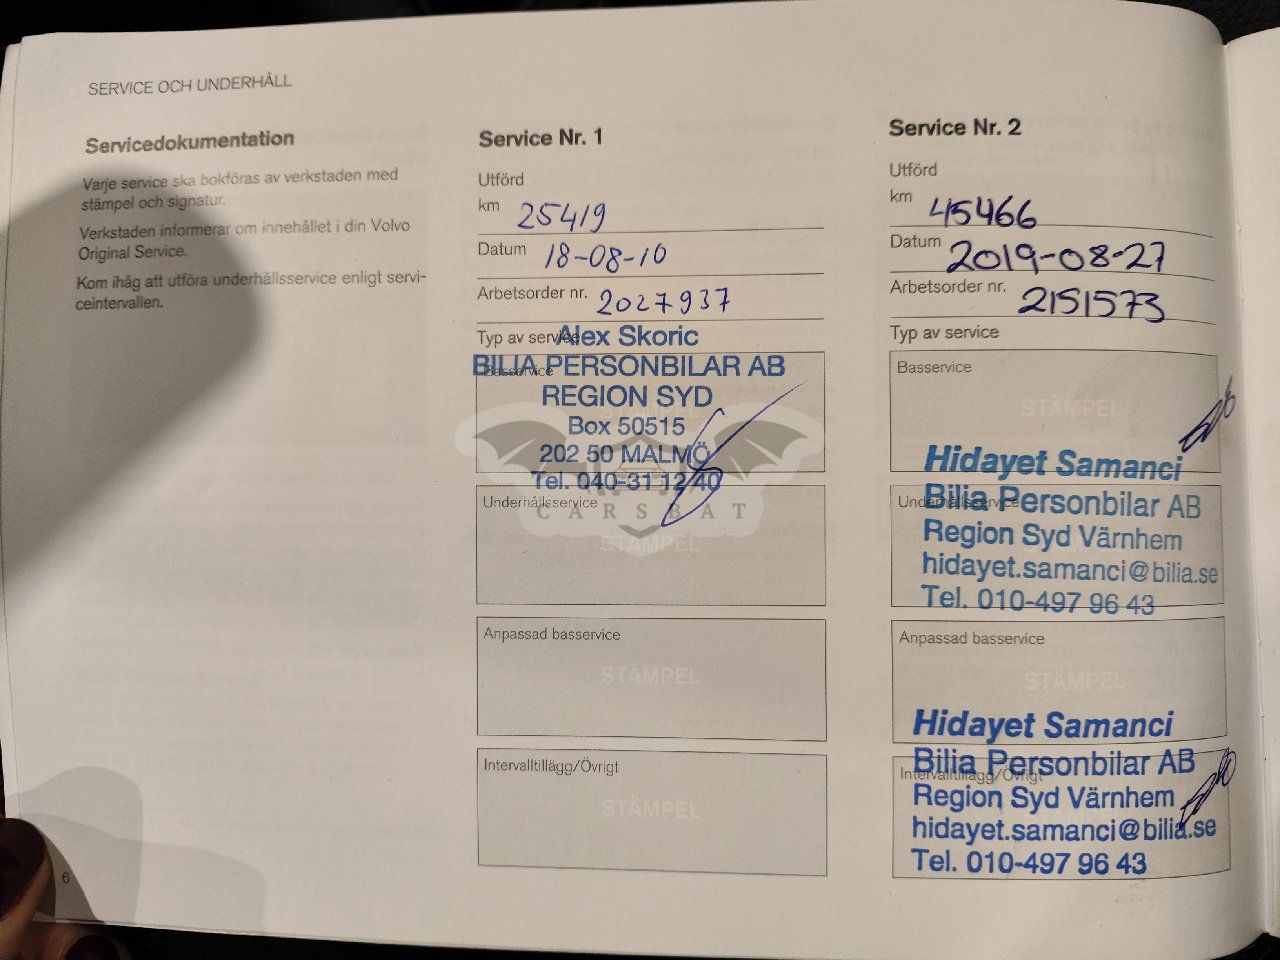 SERVICE OCH UNDERHÅLL
Servicedokumentation
Varje service ska bokföras av verkstaden med
stämpel och signatur.
Verkstaden informerar om innehållet i din Volvo
Original Service.
Kom ihåg att utföra underhållsservice enligt servi-
ceintervallen.
6
Service Nr. 1
Utförd
km 25419
Datum 18-08-10
Arbetsorder nr. 2027937
Typ av service
Alex Skoric
Basservice
BILIA PERSONBILAR AB
REGION SYD
STÄMPEL
Box 50515
202 50 MALMÖ
Tel. 040-31 12 40
CARSBAT
Underhållsservice
STÄMPEL
Anpassad basservice
STÄMPEL
Intervalltillägg/Övrigt
STÄMPEL
Service Nr. 2
Utförd
km 45466
Datum 2019-08-27
Arbetsorder nr. 2151573
Typ av service
Basservice
STÄMPEL
Hidayet Samanci
Underhållsservice
Bilia Personbilar AB
Region Syd Värnhem
hidayet.samanci@bilia.se
Tel. 010-497 96 43
Anpassad basservice
STÄMPEL
Hidayet Samanci
Bilia Personbilar AB
Intervalltillägg/Övrigt
Region Syd Värnhem
hidayet.samanci@bilia.se
Tel. 010-497 96 43